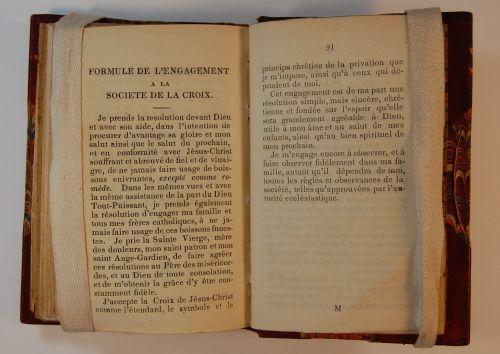 FORMULE DE L'ENGAGEMENT
A LA
SOCIETE DE LA CROIX.
Je prends la resolution devant Dieu
et avec son aide, dans l'intention de
procurer d'avantage sa gloire et mon
salut ainsi que le salut du prochain,
et en conformité avec Jèsus-Christ
souffrant et abreuvé de fiel et de vinai-
gre, de ne jamais faire usage de bois-
sons enivrantes, excepté comme re-
mède. Dans les mêmes vues et avec
la même assistance de la part du Dieu
Tout-Puissant, je prends également
la résolution d'engager ma famille et
tous mes frères catholiques, à ne ja-
mais faire usage de ces boissons funes-
tes. Je prie la Sainte Vierge, mère
des douleurs, mon saint patron et mon
saint Ange-Gardien, de faire agréer
ces résolutions au Père des miséricor-
des, et au Dieu de toute consolation,
et de m'obtenir la grâce d'y être con-
stamment fidèle.
J'accepte la Croix de Jèsus-Christ
comme l'étendard, le symbole et le
91
principe chrétien de la privation que
je m'impose, ainsi qu'à ceux qui dé-
pendent de moi.
Cet engagement est de ma part une
résolution simple, mais sincère, chré-
tienne et fondée sur l'espoir qu'elle
sera grandement agréable à Dieu,
utile à mon âme et au salut de mes
enfants, ainsi qu'au bien spirituel de
mon prochain.
Je m'engage encore à observer, et à
faire observer fidèlement dans ma fa-
mille, autant qu'il dépendra de moi,
toutes les règles et observances de la
société, telles qu'approuvées par l'au-
torité ecclésiastique.
M